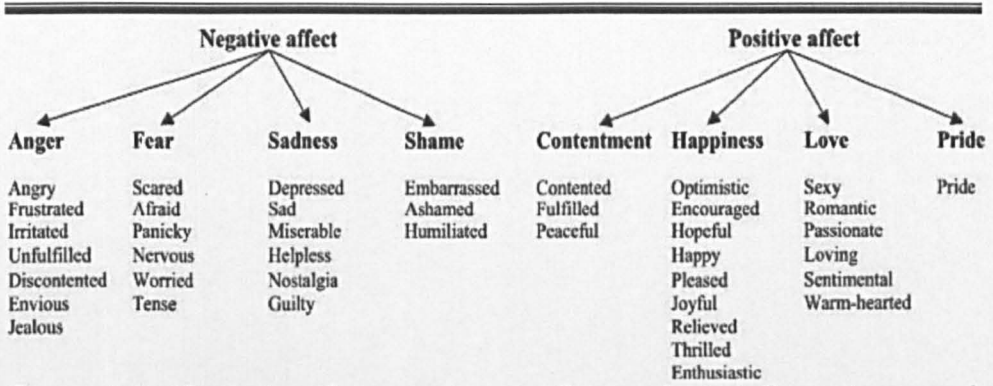 Negative affect Positive affect
Anger Fear Sadness Shame Contentment Happiness Love Pride
Angry Scared Depressed Embarrassed Contented Optimistic Sexy Pride
Frustrated Afraid Sad Ashamed Fulfilled Encouraged Romantic
Irritated Panicky Miserable Humiliated Peaceful Hopeful Passionate
Unfulfilled Nervous Helpless Happy Loving
Discontented Worried Nostalgia Pleased Sentimental
Envious Tense Guilty Joyful Warm-hearted
Jealous Relieved
Thrilled
Enthusiastic